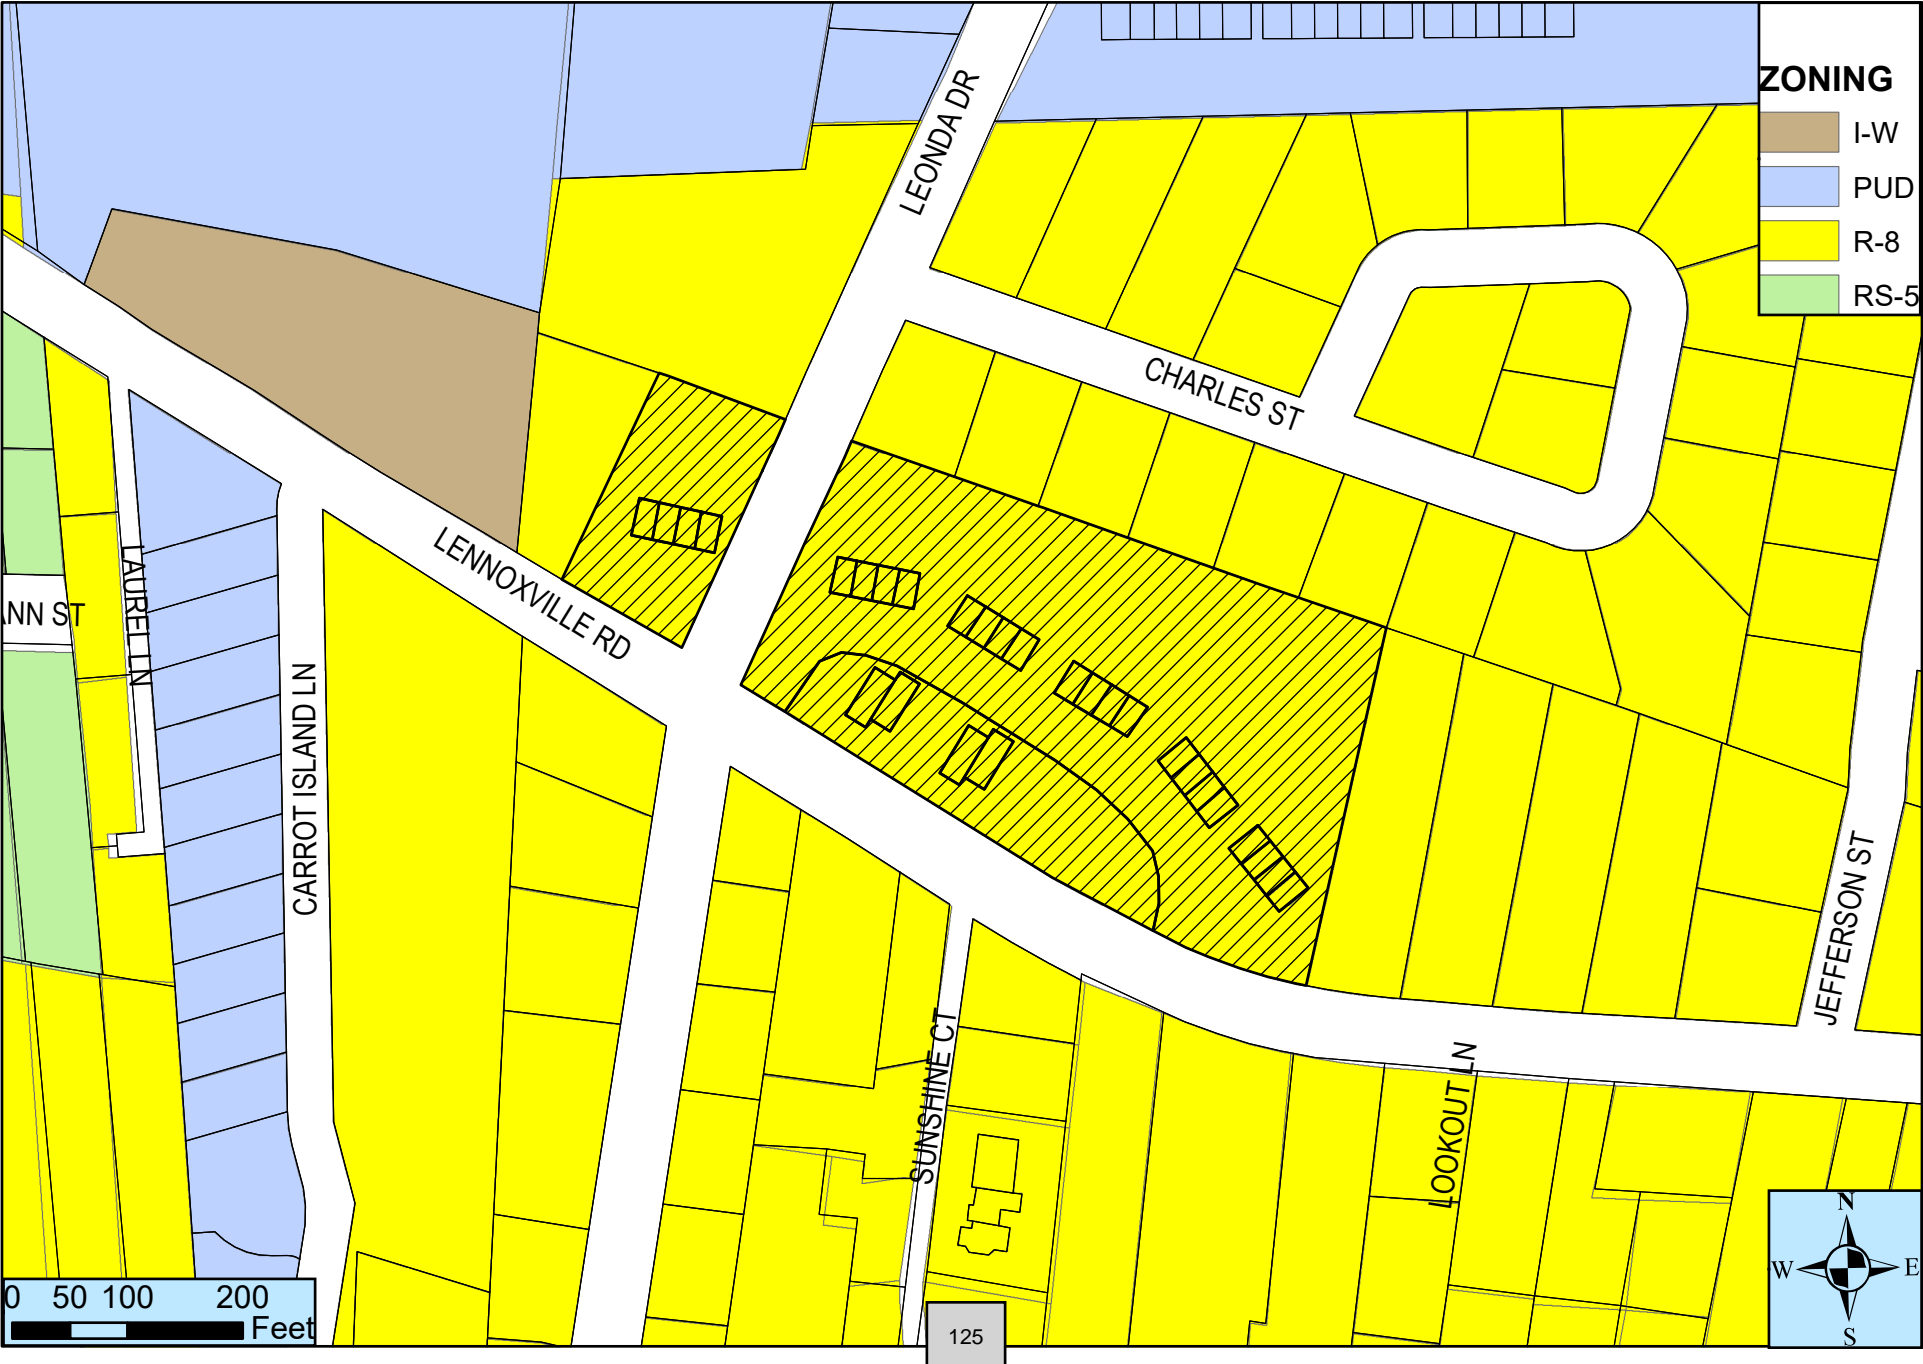 LEONDA DR
ZONING
I-W
PUD
R-8
RS-5
CHARLES ST
LENNOXVILLE RD
LAUREL LN
ANN ST
CARROT ISLAND LN
JEFFERSON ST
SUNSHINE CT
LOOKOUT LN
N
W E
S
0 50 100 200
Feet
125